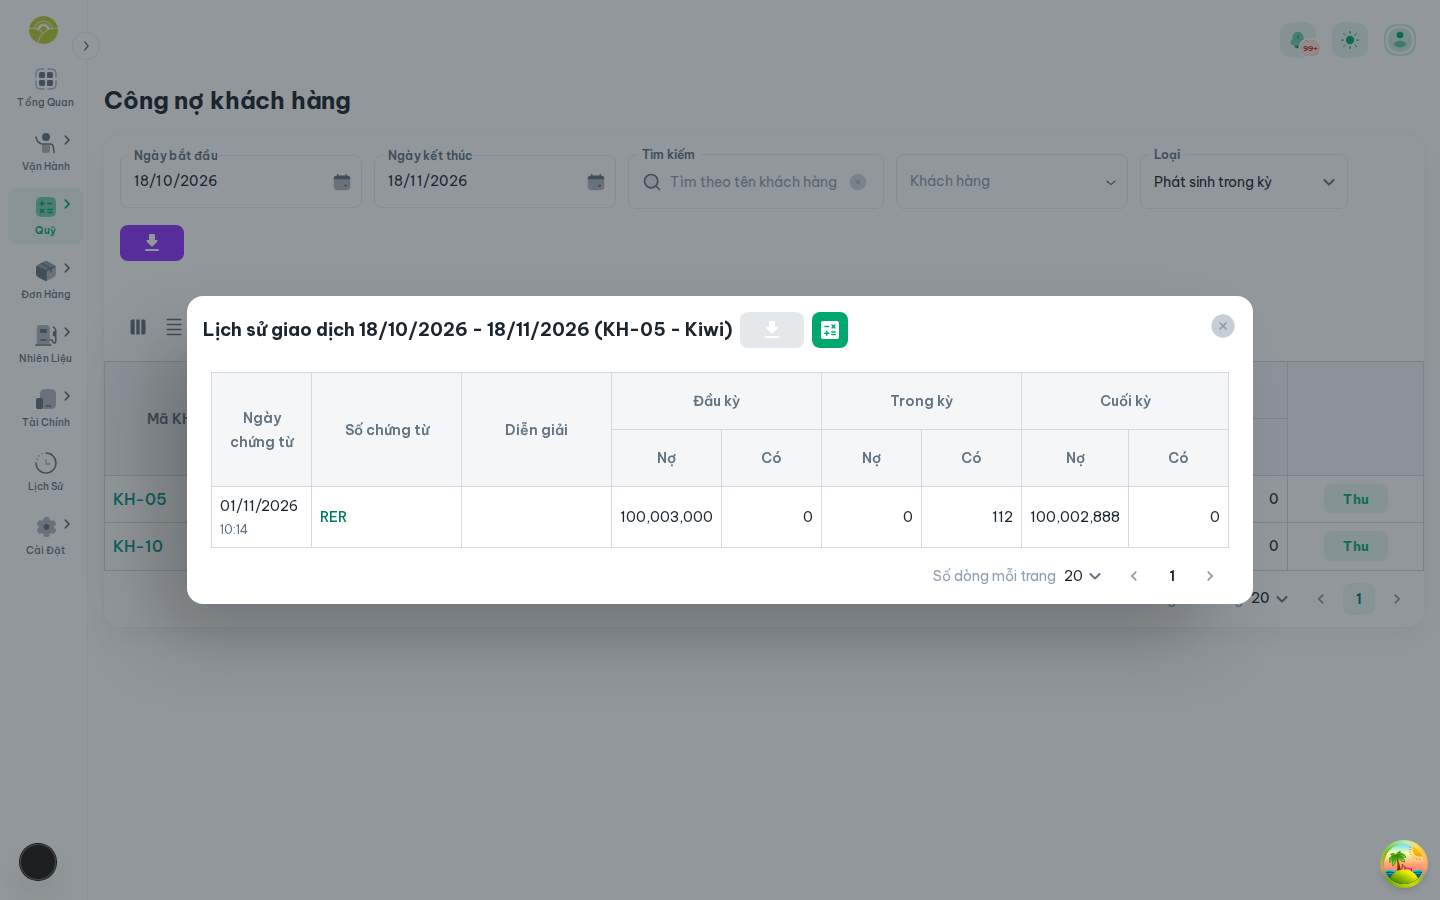 99+
Tổng Quan
Vận Hành
Quỹ
Đơn Hàng
Nhiên Liệu
Tài Chính
Lịch Sử
Cài Đặt
Công nợ khách hàng
Ngày bắt đầu
18/10/2026
Ngày kết thúc
18/11/2026
Tìm kiếm
Tìm theo tên khách hàng
Khách hàng
Loại
Phát sinh trong kỳ
Lịch sử giao dịch 18/10/2026 - 18/11/2026 (KH-05 - Kiwi)
Ngày chứng từ
Số chứng từ
Diễn giải
Đầu kỳ
Trong kỳ
Cuối kỳ
Nợ
Có
Nợ
Có
Nợ
Có
01/11/2026
10:14
RER
100,003,000
0
0
112
100,002,888
0
Số dòng mỗi trang
20
1
Mã KH
KH-05
0
Thu
KH-10
0
Thu
20
1